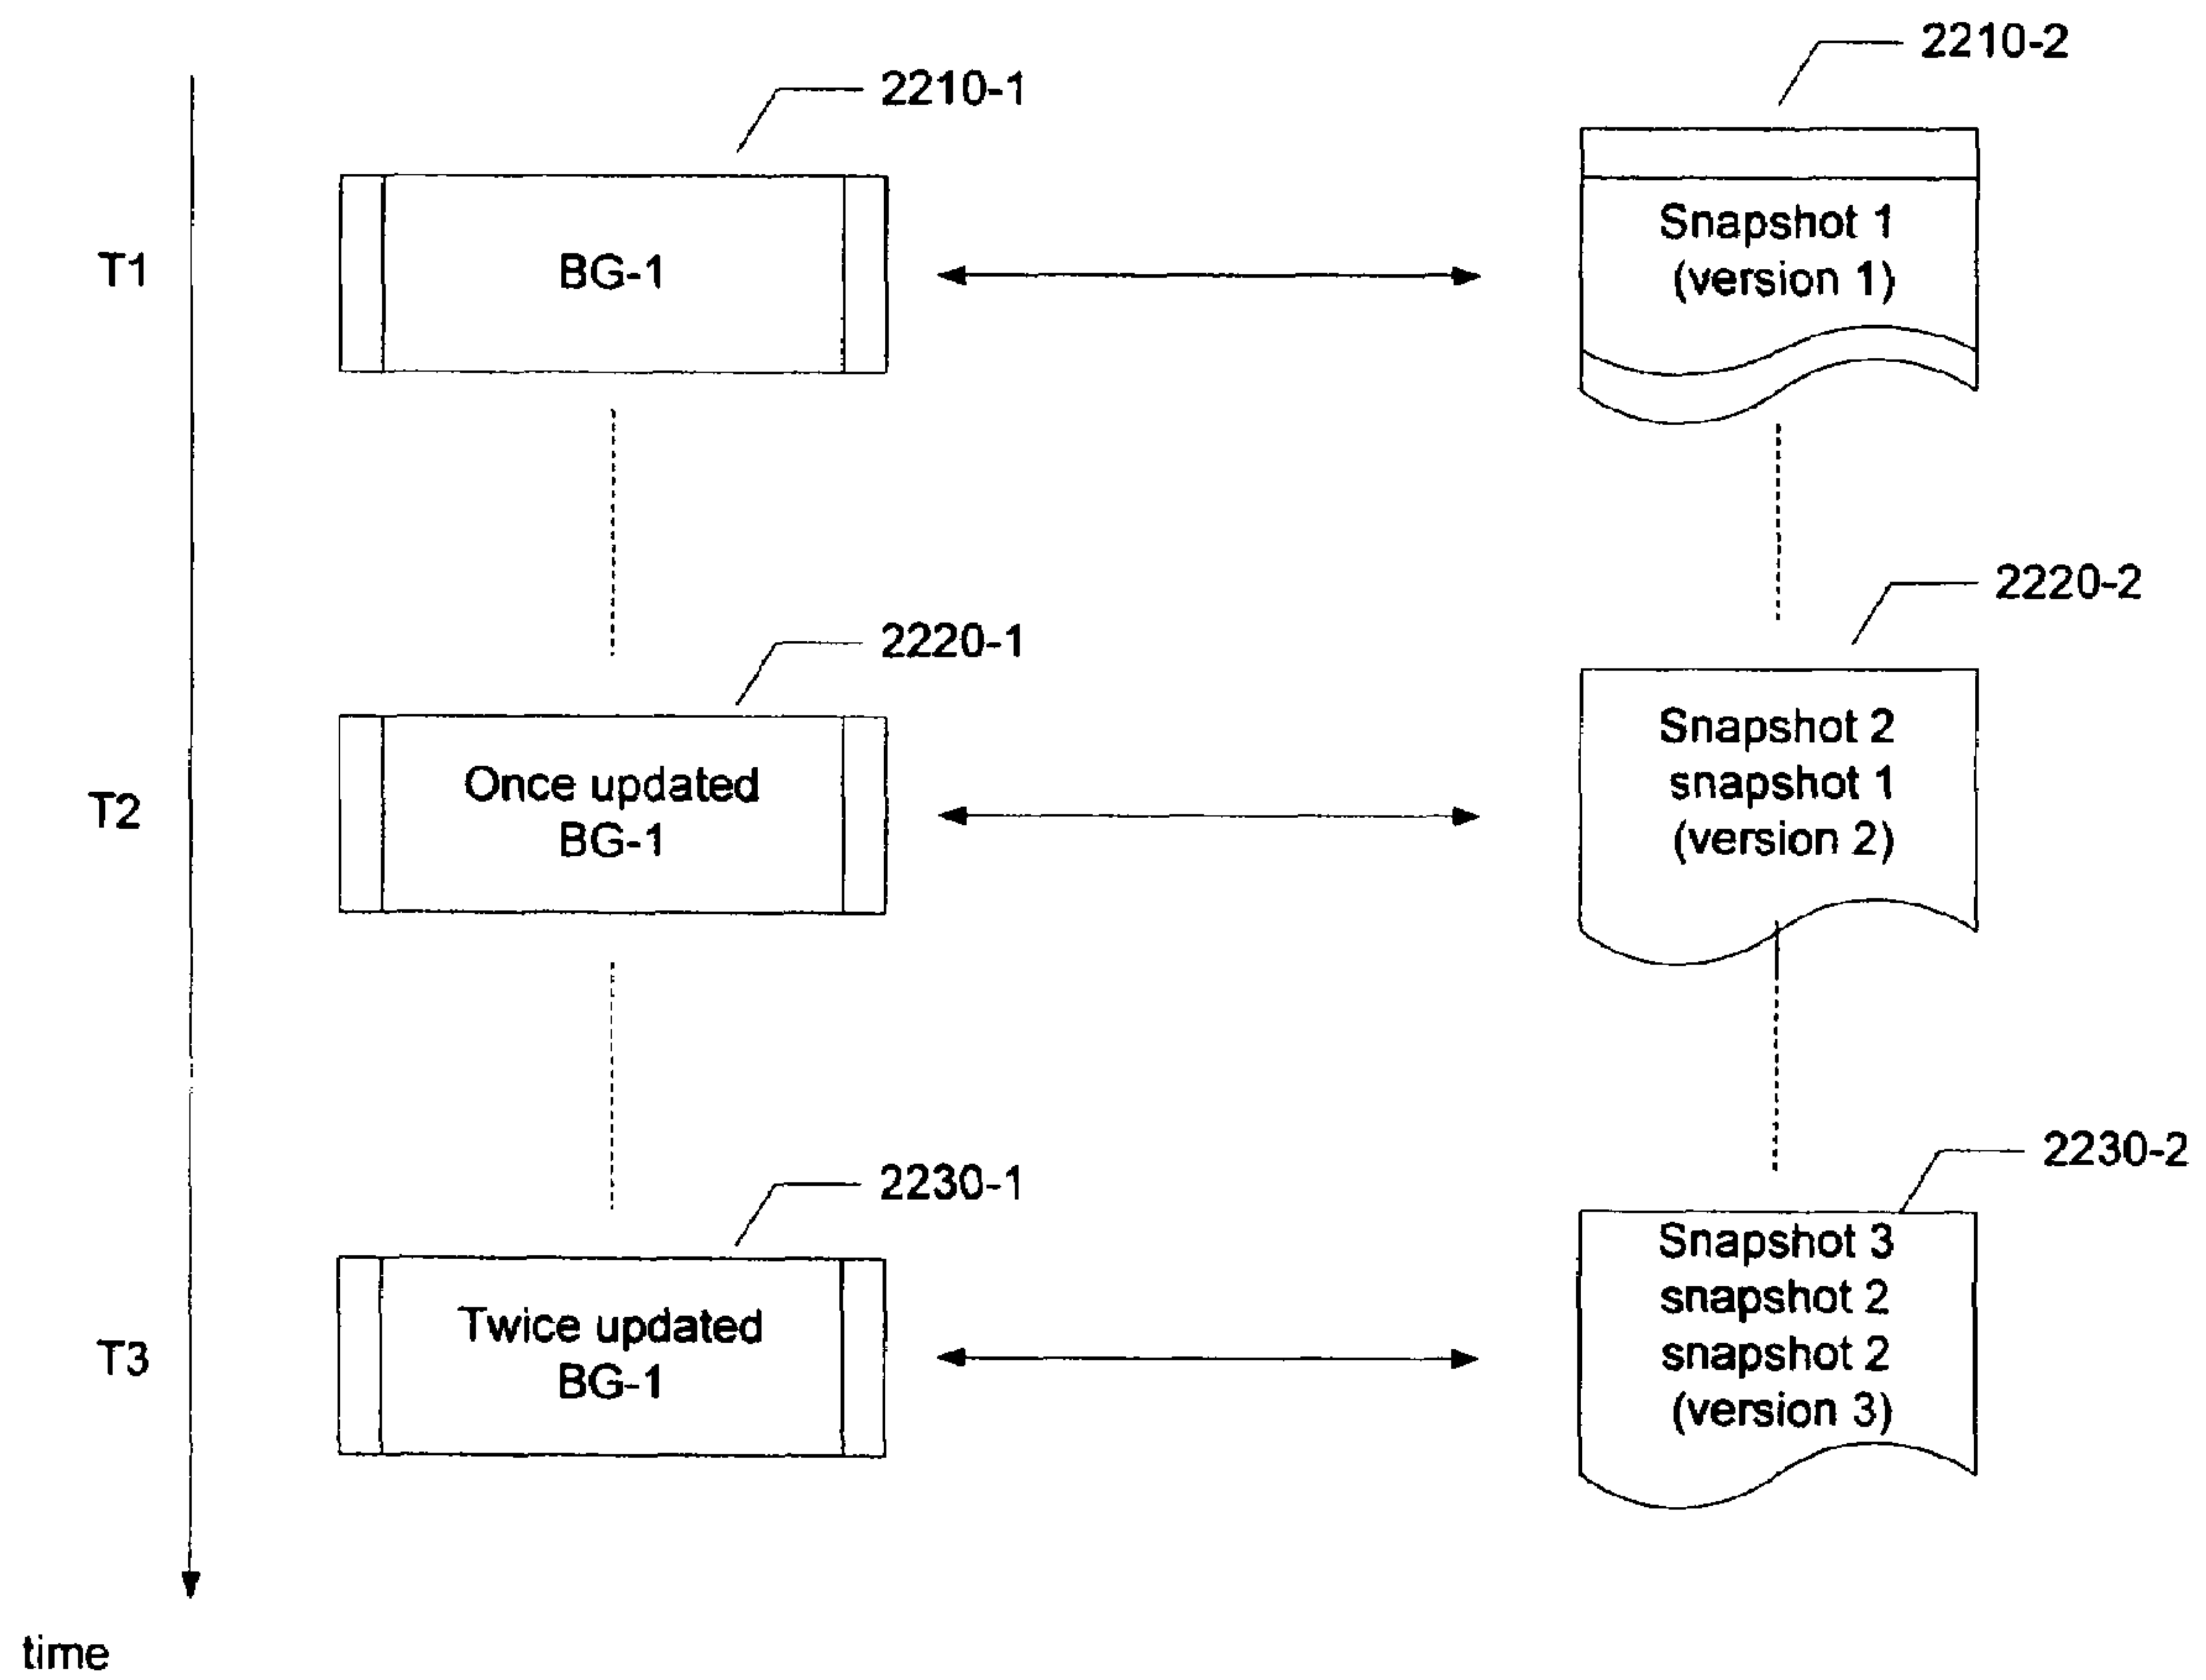 2210-2
2210-1
T1
BG-1
Snapshot 1
(version 1)
2220-2
2220-1
T2
Once updated
BG-1
Snapshot 2
snapshot 1
(version 2)
2230-2
2230-1
T3
Twice updated
BG-1
Snapshot 3
snapshot 2
snapshot 2
(version 3)
time